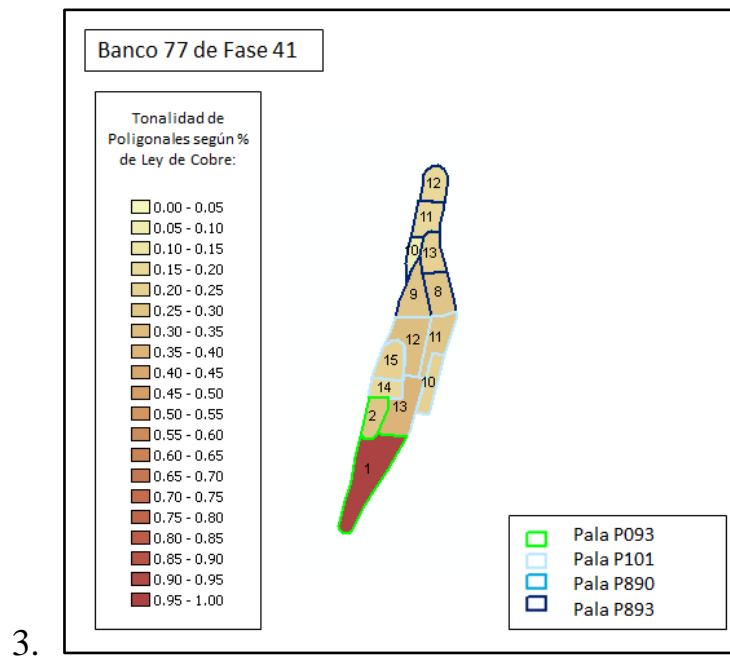 Banco 77 de Fase 41
Tonalidad de
Poligonales según %
de Ley de Cobre:
0.00 - 0.05
0.05 - 0.10
0.10 - 0.15
0.15 - 0.20
0.20 - 0.25
0.25 - 0.30
0.30 - 0.35
0.35 - 0.40
0.40 - 0.45
0.45 - 0.50
0.50 - 0.55
0.55 - 0.60
0.60 - 0.65
0.65 - 0.70
0.70 - 0.75
0.75 - 0.80
0.80 - 0.85
0.85 - 0.90
0.90 - 0.95
0.95 - 1.00
12
11
10
13
9
8
12
11
15
10
14
13
2
1
Pala P093
Pala P101
Pala P890
Pala P893
3.